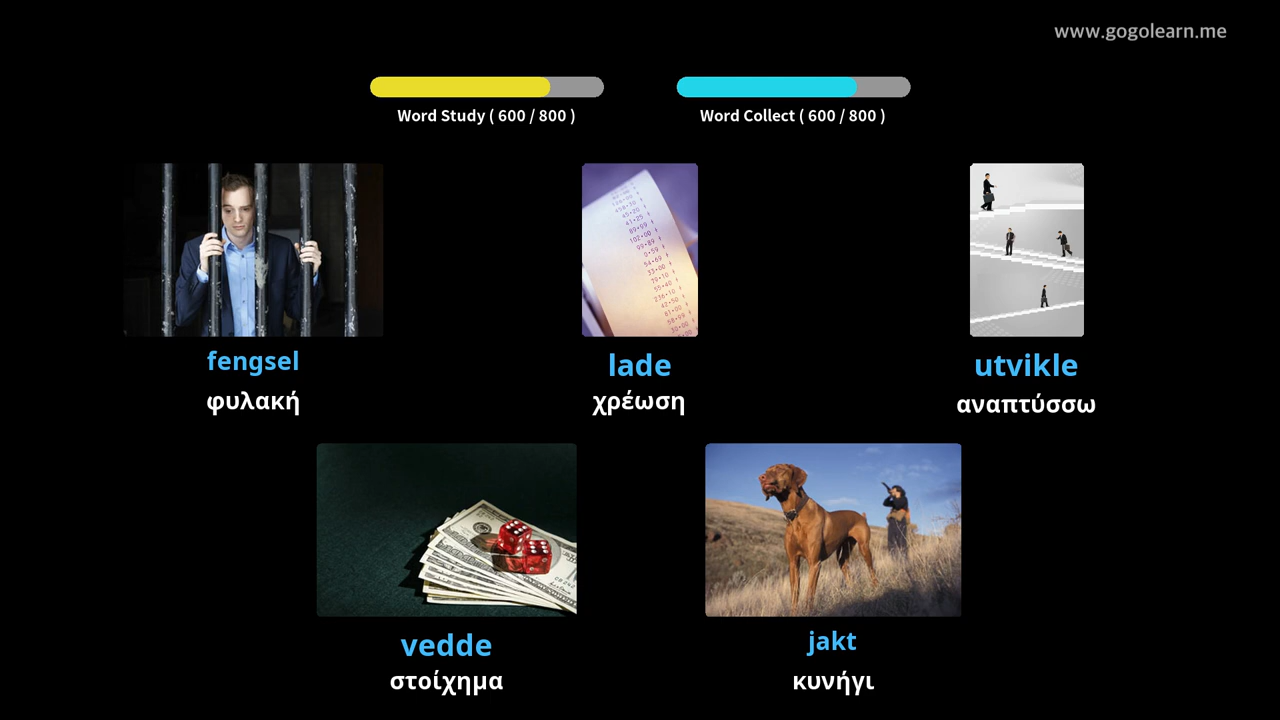 www.gogolearn.me
Word Study ( 600 / 800 )
Word Collect ( 600 / 800 )
fengsel
φυλακή
lade
χρέωση
utvikle
αναπτύσσω
vedde
στοίχημα
jakt
κυνήγι